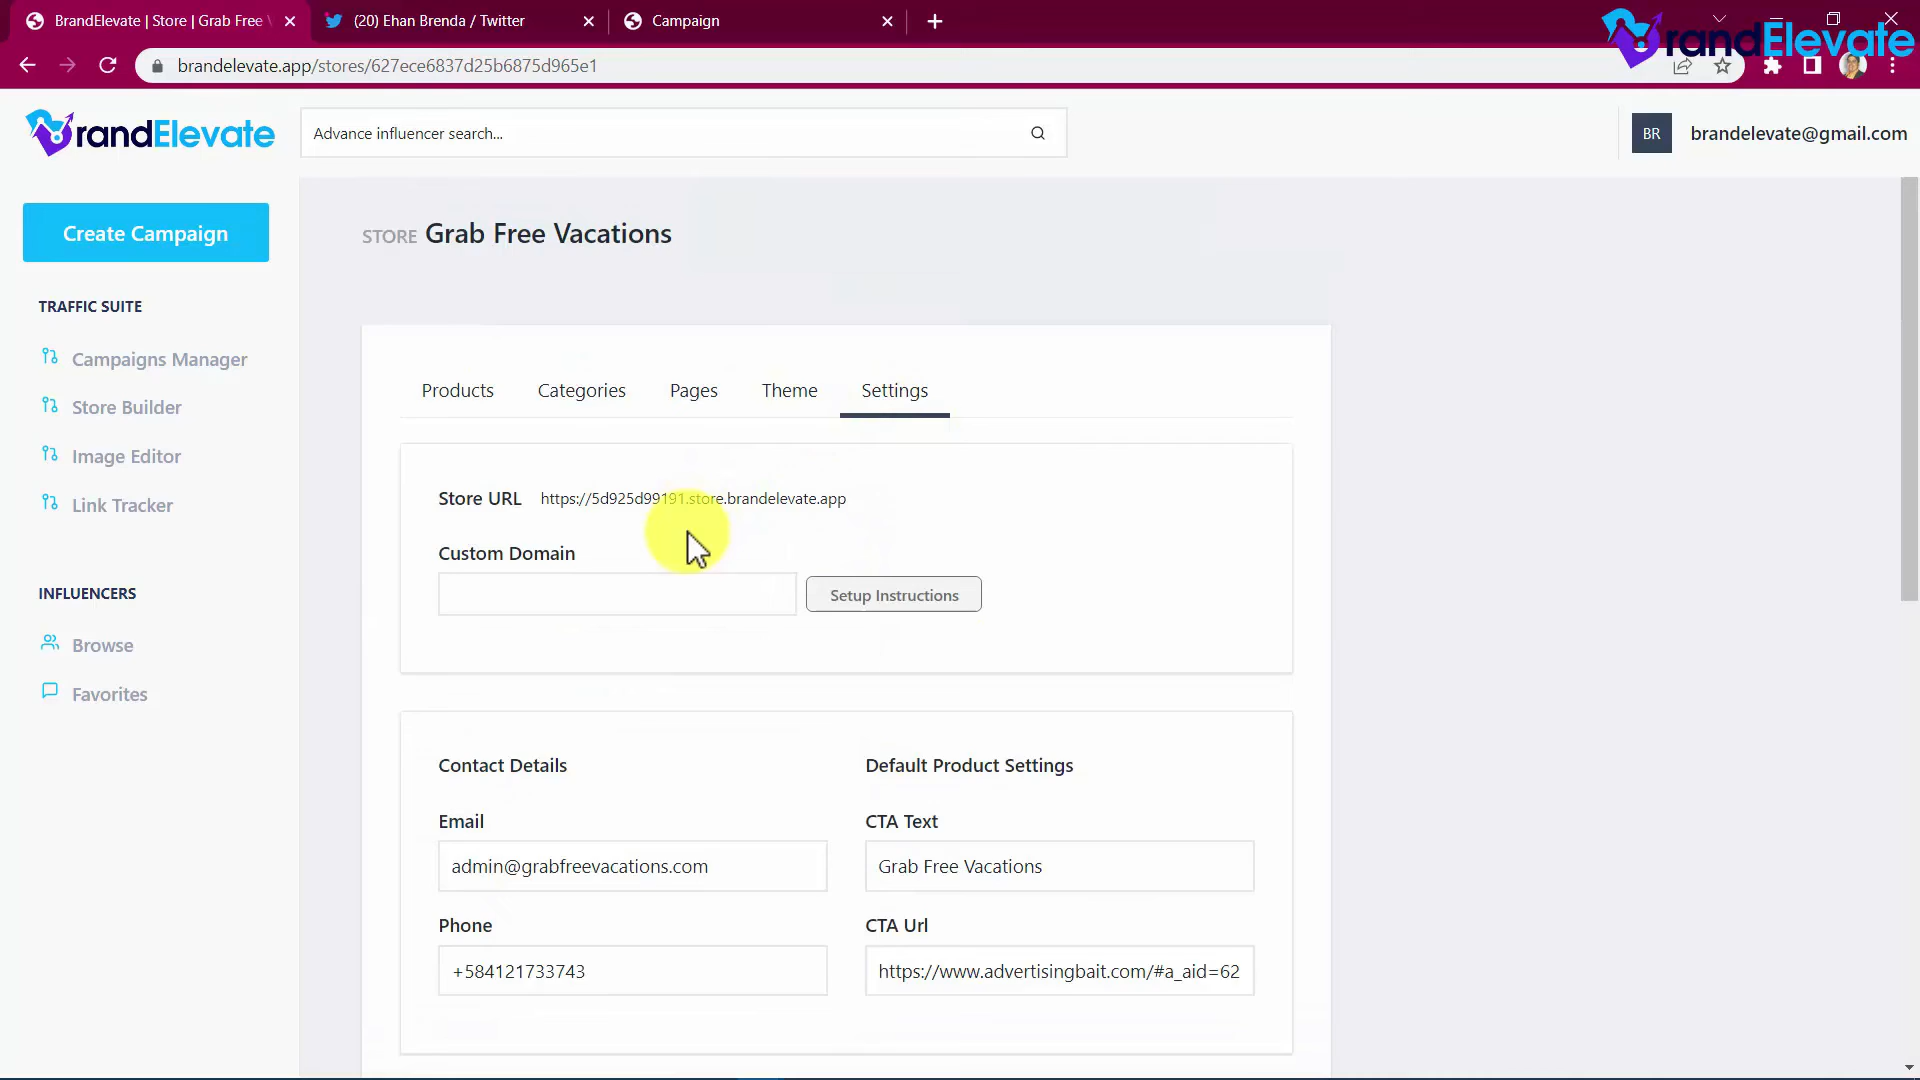 BrandElevate | Store | Grab Free
(20) Ehan Brenda / Twitter
Campaign
brandelevate.app/stores/627ece6837d25b6875d965e1
BrandElevate
BrandElevate
Advance influencer search...
BR
brandelevate@gmail.com
Create Campaign
TRAFFIC SUITE
Campaigns Manager
Store Builder
Image Editor
Link Tracker
INFLUENCERS
Browse
Favorites
STORE Grab Free Vacations
Products
Categories
Pages
Theme
Settings
Store URL https://5d925d99191.store.brandelevate.app
Custom Domain
Setup Instructions
Contact Details
Default Product Settings
Email
CTA Text
admin@grabfreevacations.com
Grab Free Vacations
Phone
CTA Url
+584121733743
https://www.advertisingbait.com/#a_aid=62